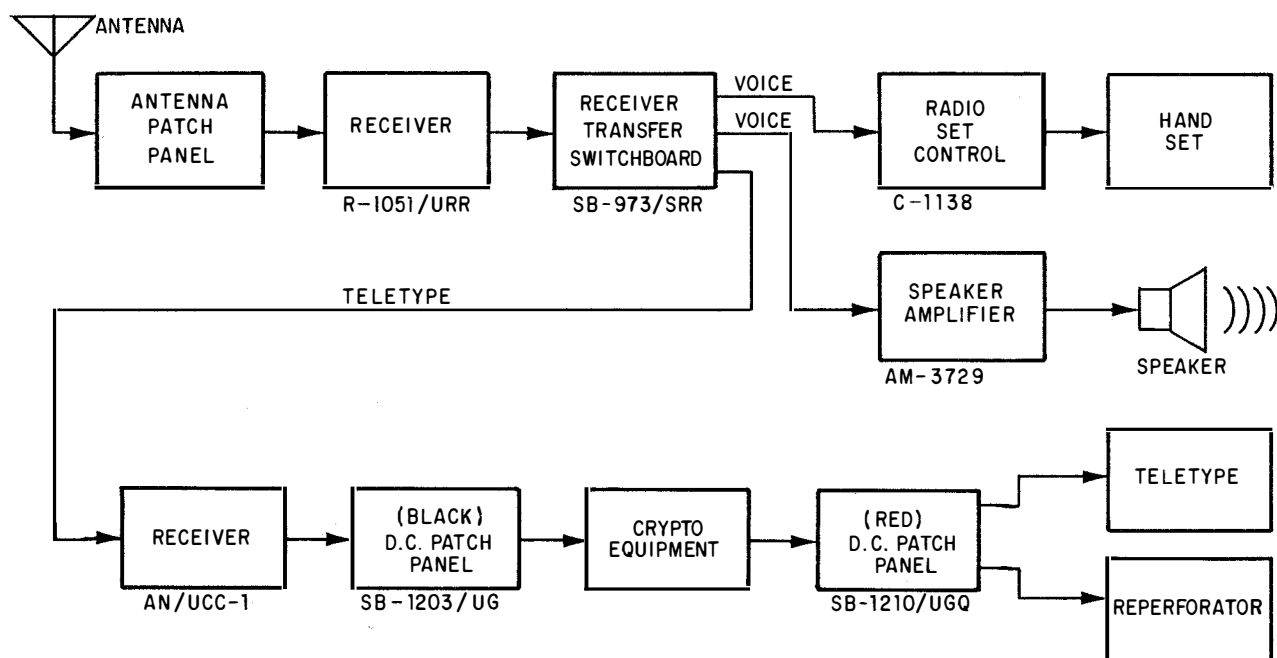 ANTENNA
ANTENNA
PATCH
PANEL
RECEIVER
R-1051/URR
RECEIVER
TRANSFER
SWITCHBOARD
SB-973/SRR
VOICE
VOICE
RADIO
SET
CONTROL
C-1138
HAND
SET
TELETYPE
SPEAKER
AMPLIFIER
AM-3729
SPEAKER
RECEIVER
AN/UCC-1
(BLACK)
D.C. PATCH
PANEL
SB-1203/UG
CRYPTO
EQUIPMENT
(RED)
D.C. PATCH
PANEL
SB-1210/UGQ
TELETYPE
REPERFORATOR